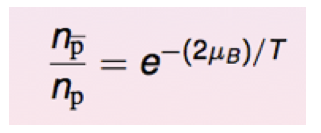 n_p̅ / n_p = e^{-(2μ_B)/T}